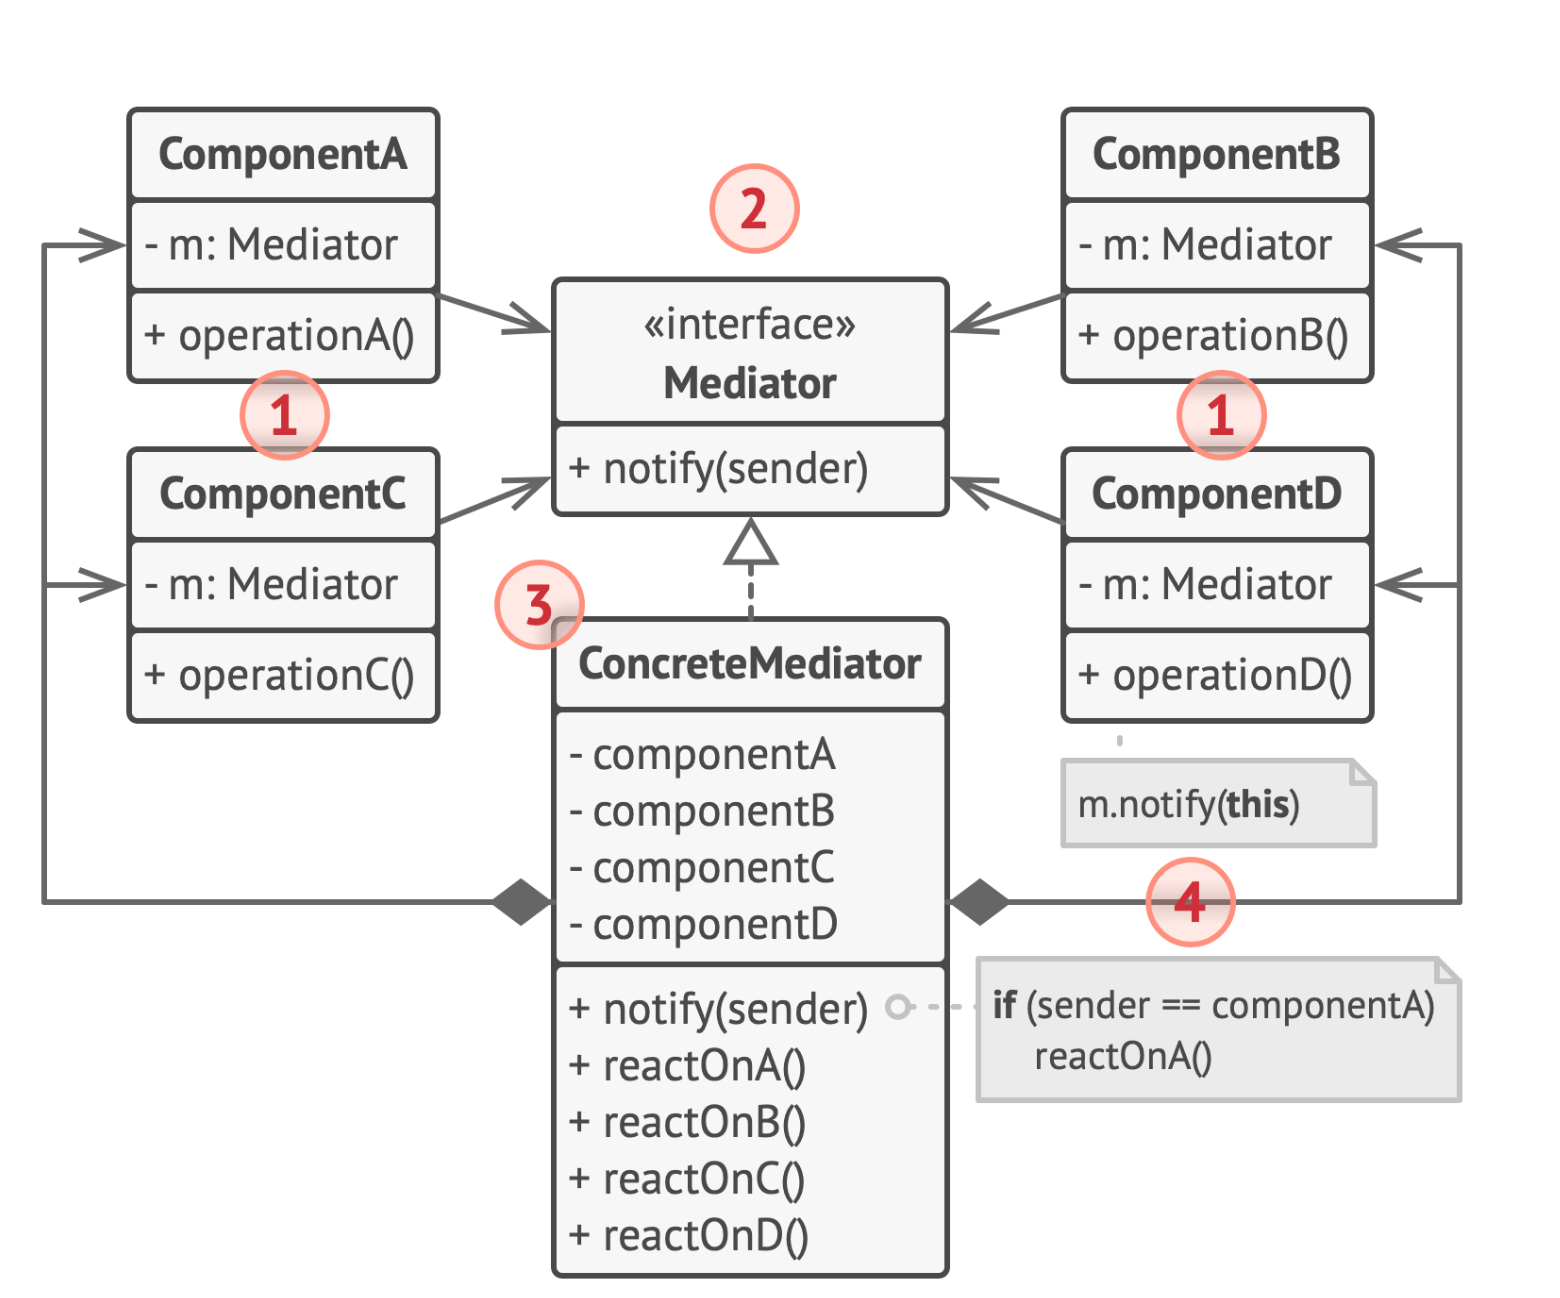 ComponentA
- m: Mediator
+ operationA()
1
ComponentC
- m: Mediator
+ operationC()
2
«interface»
Mediator
+ notify(sender)
3
ConcreteMediator
- componentA
- componentB
- componentC
- componentD
+ notify(sender)
+ reactOnA()
+ reactOnB()
+ reactOnC()
+ reactOnD()
ComponentB
- m: Mediator
+ operationB()
1
ComponentD
- m: Mediator
+ operationD()
m.notify(this)
4
if (sender == componentA)
reactOnA()